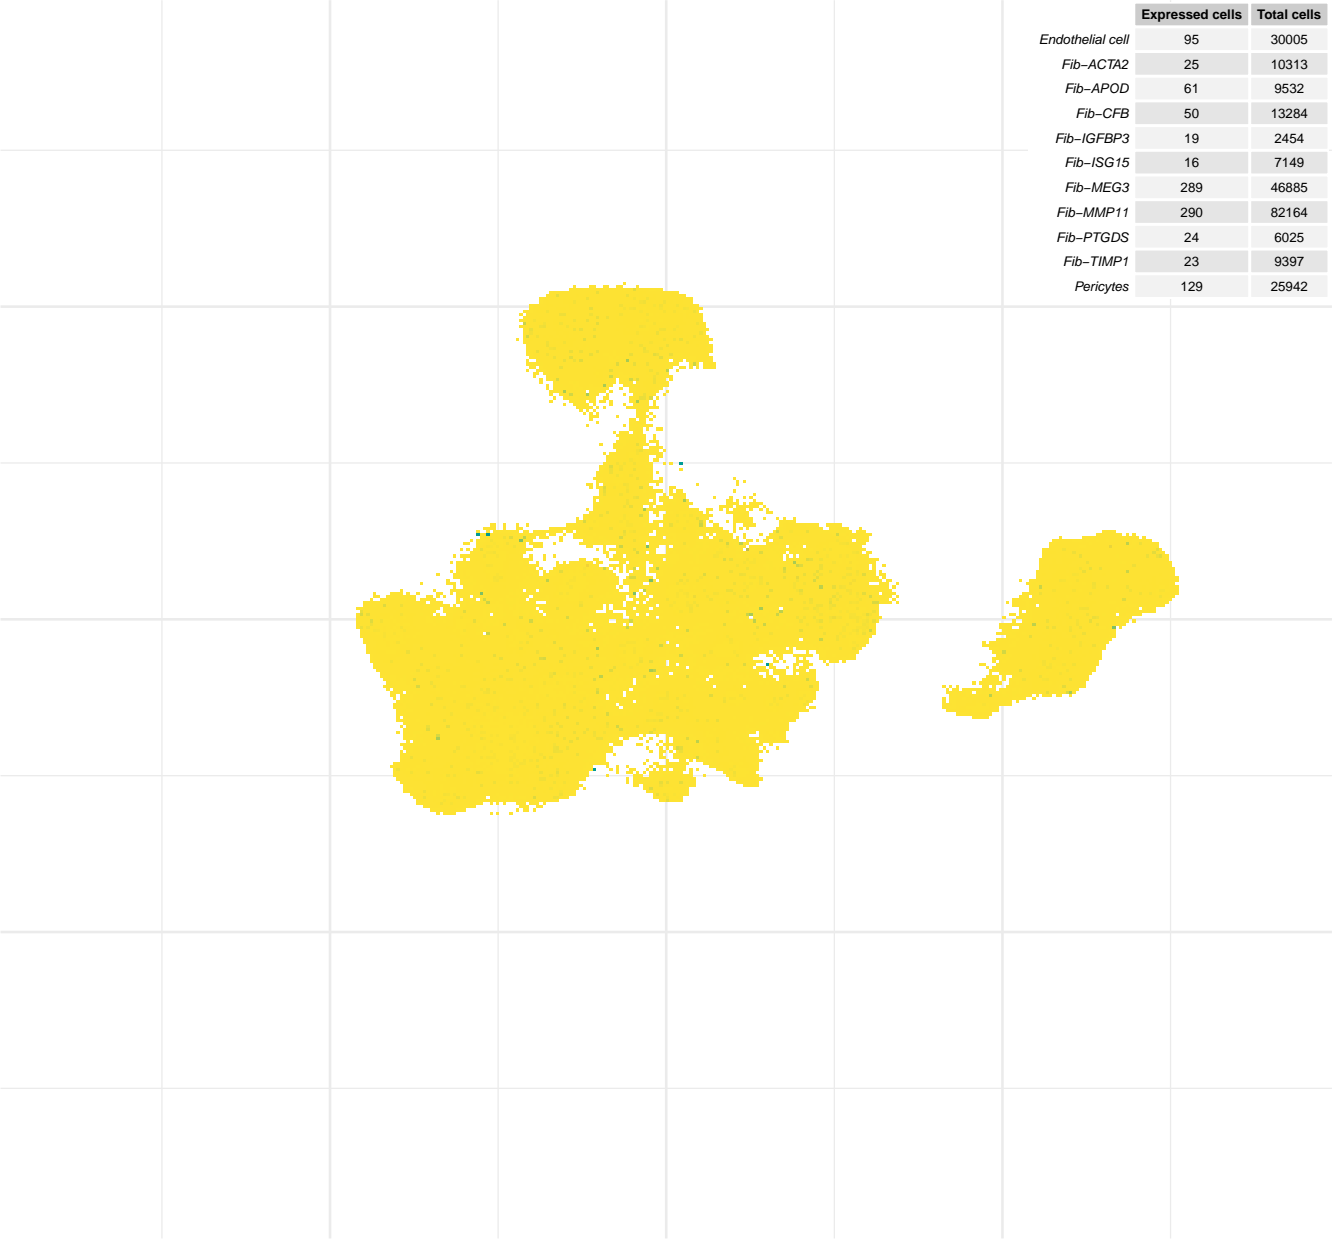 Expressed cells Total cells
Endothelial cell 95 30005
Fib−ACTA2 25 10313
Fib−APOD 61 9532
Fib−CFB 50 13284
Fib−IGFBP3 19 2454
Fib−ISG15 16 7149
Fib−MEG3 289 46885
Fib−MMP11 290 82164
Fib−PTGDS 24 6025
Fib−TIMP1 23 9397
Pericytes 129 25942